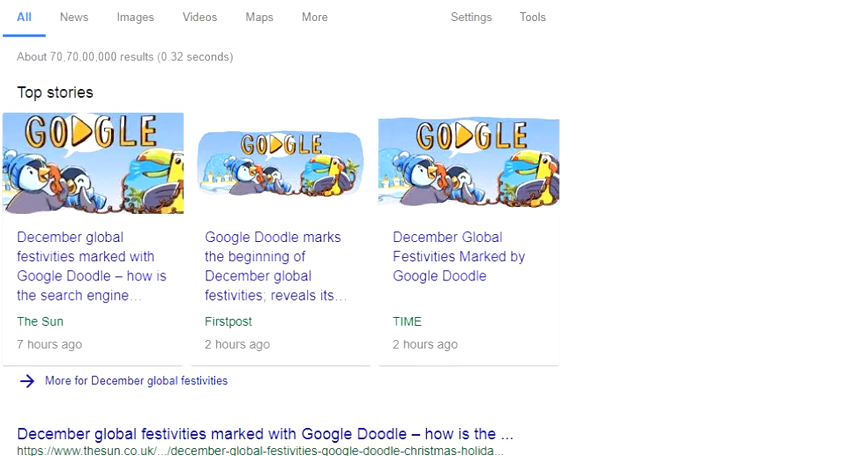 All News Images Videos Maps More Settings Tools
About 70,70,00,000 results (0.32 seconds)
Top stories
GOOGLE
GOOGLE
GOOGLE
December global
festivities marked with
Google Doodle – how is
the search engine…
The Sun
7 hours ago
Google Doodle marks
the beginning of
December global
festivities; reveals its…
Firstpost
2 hours ago
December Global
Festivities Marked by
Google Doodle
TIME
2 hours ago
More for December global festivities
December global festivities marked with Google Doodle – how is the ...
https://www.thesun.co.uk/.../december-global-festivities-google-doodle-christmas-holida...